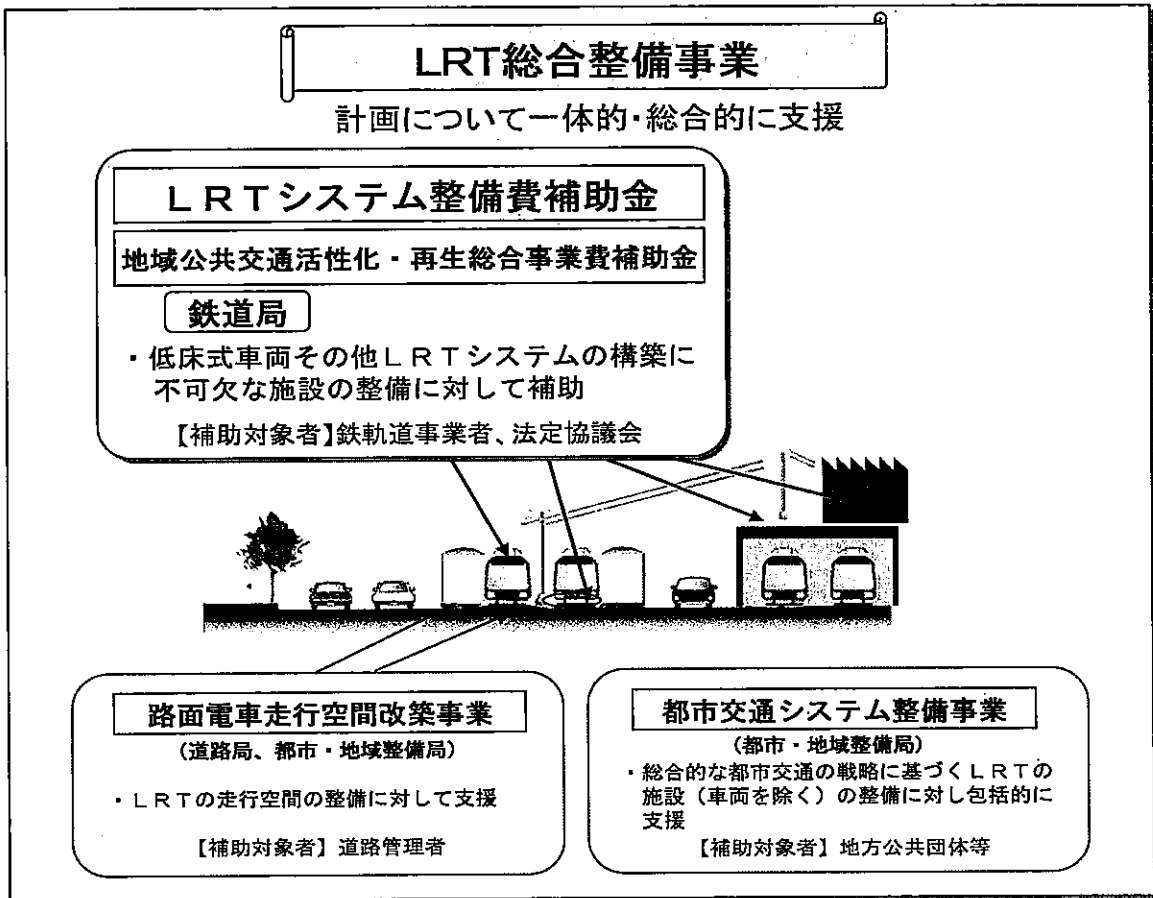 LRT総合整備事業
計画について一体的・総合的に支援
LRTシステム整備費補助金
地域公共交通活性化・再生総合事業費補助金
鉄道局
・低床式車両その他LRTシステムの構築に
不可欠な施設の整備に対して補助
【補助対象者】鉄軌道事業者、法定協議会
路面電車走行空間改築事業
(道路局、都市・地域整備局)
・LRTの走行空間の整備に対して支援
【補助対象者】道路管理者
都市交通システム整備事業
(都市・地域整備局)
・総合的な都市交通の戦略に基づくLRTの
施設(車両を除く)の整備に対し包括的に
支援
【補助対象者】地方公共団体等